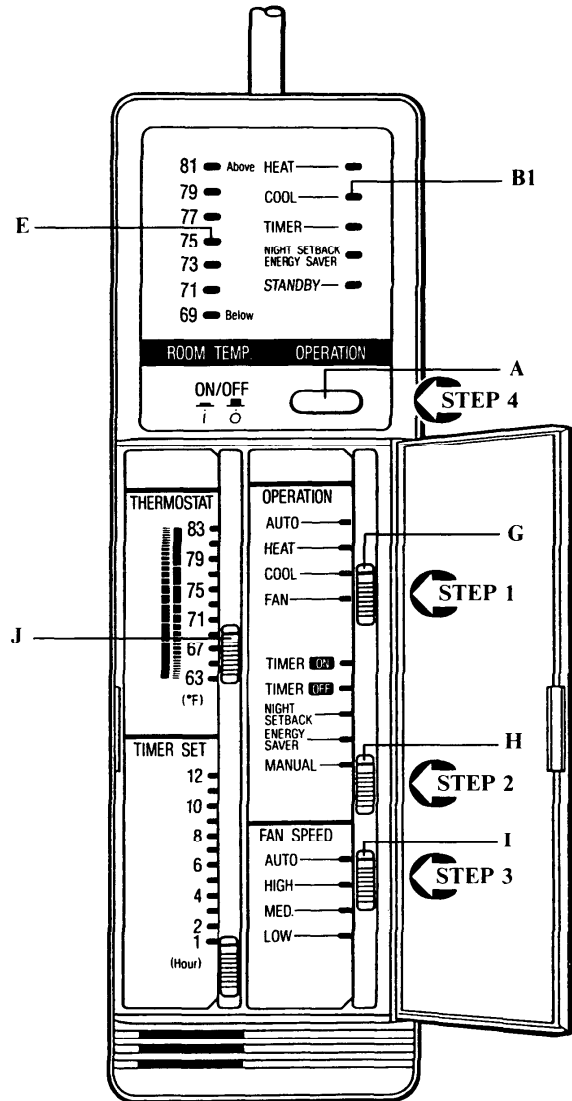 81 Above HEAT
B1
79 COOL
77 TIMER
E
75 NIGHT SETBACK
ENERGY SAVER
73
71 STANDBY
69 Below
ROOM TEMP. OPERATION
A
ON/OFF
STEP 4
THERMOSTAT
83
79
75
71
67
63
(°F)
J
OPERATION
AUTO
HEAT
COOL
FAN
G
STEP 1
TIMER ON
TIMER OFF
NIGHT
SETBACK
ENERGY
SAVER
MANUAL
H
STEP 2
TIMER SET
12
10
8
6
4
2
1
(Hour)
FAN SPEED
AUTO
HIGH
MED.
LOW
I
STEP 3